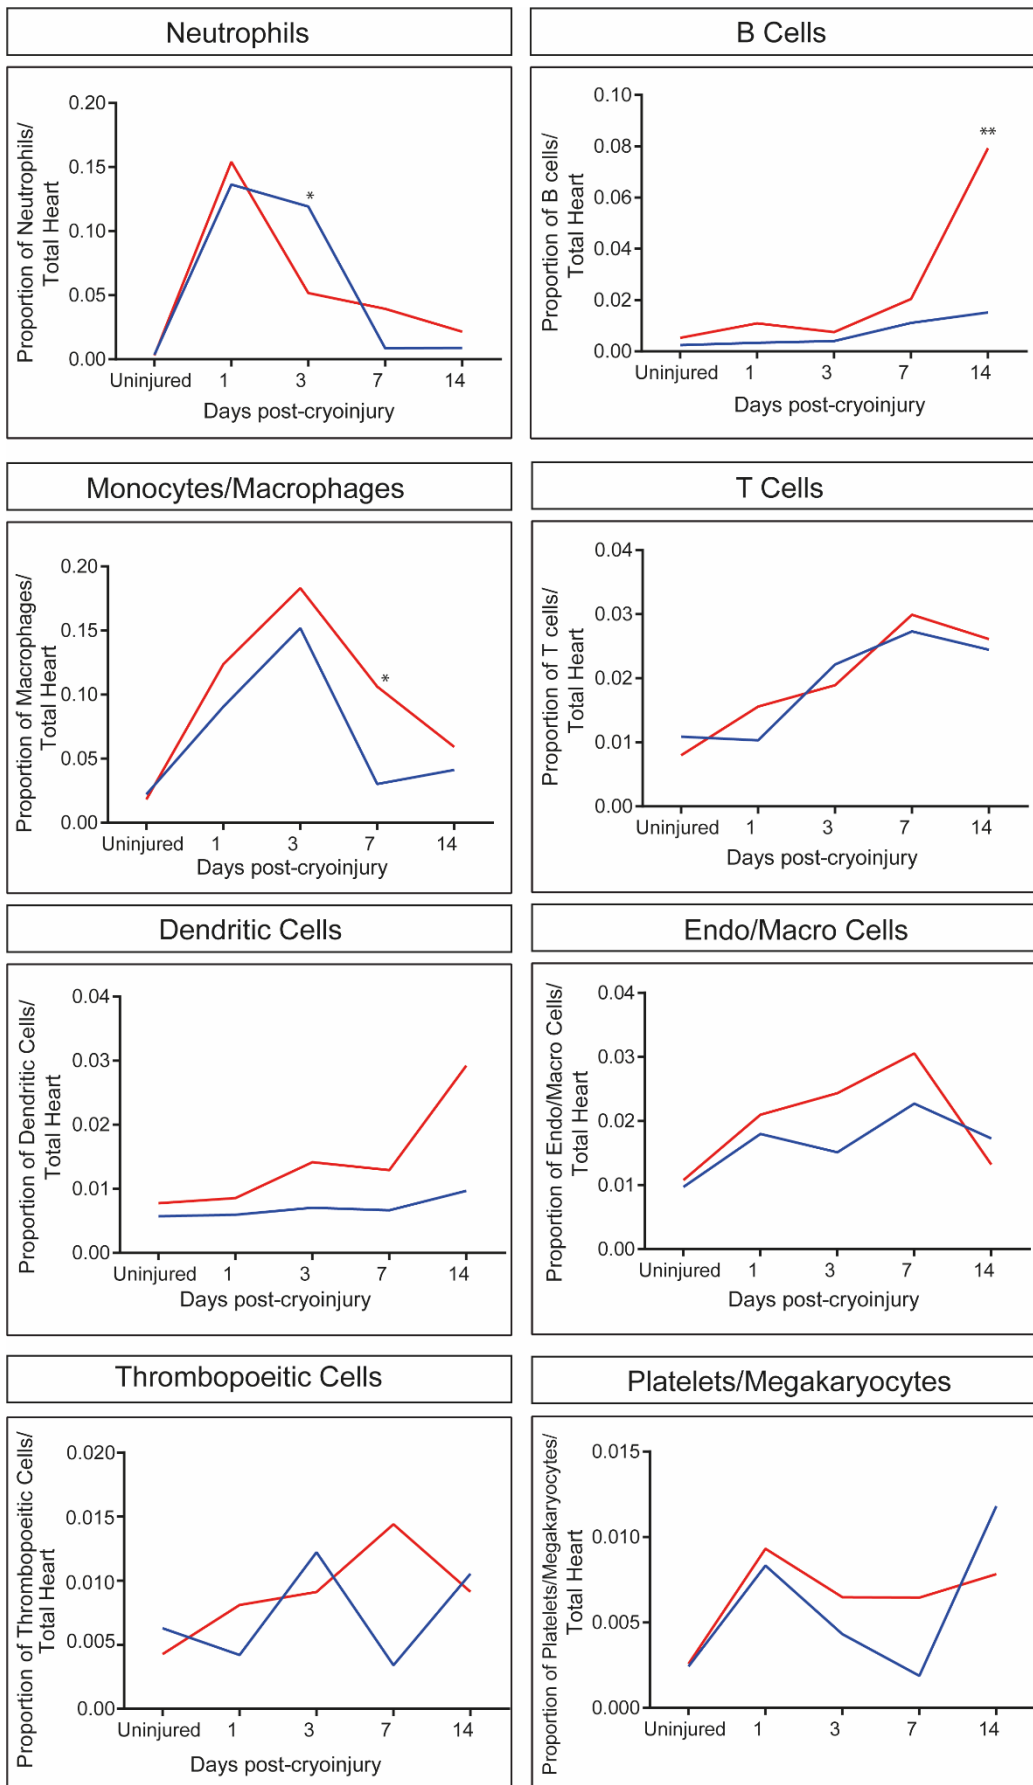 Neutrophils
Proportion of Neutrophils/
Total Heart
0.20
0.15
0.10
0.05
0.00
*
Uninjured 1 3 7 14
Days post-cryoinjury
B Cells
Proportion of B cells/
Total Heart
0.10
0.08
0.06
0.04
0.02
0.00
**
Uninjured 1 3 7 14
Days post-cryoinjury
Monocytes/Macrophages
Proportion of Macrophages/
Total Heart
0.20
0.15
0.10
0.05
0.00
*
Uninjured 1 3 7 14
Days post-cryoinjury
T Cells
Proportion of T cells/
Total Heart
0.04
0.03
0.02
0.01
0.00
Uninjured 1 3 7 14
Days post-cryoinjury
Dendritic Cells
Proportion of Dendritic Cells/
Total Heart
0.04
0.03
0.02
0.01
0.00
Uninjured 1 3 7 14
Days post-cryoinjury
Endo/Macro Cells
Proportion of Endo/Macro Cells/
Total Heart
0.04
0.03
0.02
0.01
0.00
Uninjured 1 3 7 14
Days post-cryoinjury
Thrombopoeitic Cells
Proportion of Thrombopoeitic Cells/
Total Heart
0.020
0.015
0.010
0.005
0.00
Uninjured 1 3 7 14
Days post-cryoinjury
Platelets/Megakaryocytes
Proportion of Platelets/Megakaryocytes/
Total Heart
0.015
0.010
0.005
0.000
Uninjured 1 3 7 14
Days post-cryoinjury